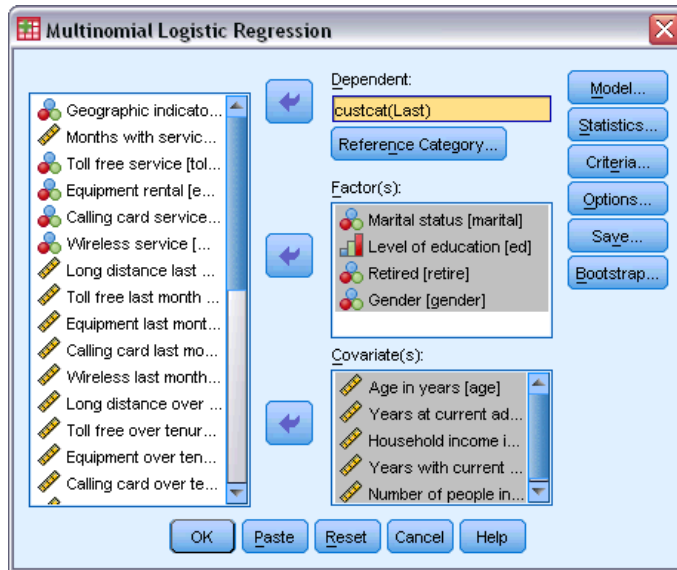 Multinomial Logistic Regression
Geographic indicato...
Months with servic...
Toll free service [tol...
Equipment rental [e...
Calling card service...
Wireless service [...
Long distance last ...
Toll free last month ...
Equipment last mont...
Calling card last mo...
Wireless last month...
Long distance over ...
Toll free over tenur...
Equipment over ten...
Calling card over te...
Dependent:
custcat(Last)
Reference Category...
Factor(s):
Marital status [marital]
Level of education [ed]
Retired [retire]
Gender [gender]
Covariate(s):
Age in years [age]
Years at current ad...
Household income i...
Years with current ...
Number of people in...
Model...
Statistics...
Criteria...
Options...
Save...
Bootstrap...
OK
Paste
Reset
Cancel
Help